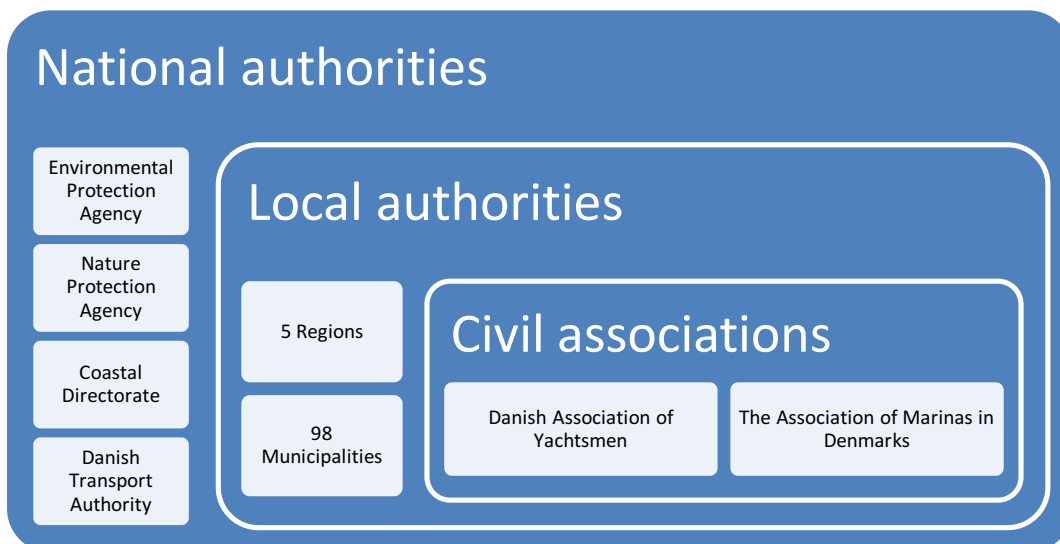 National authorities
Environmental
Protection
Agency
Nature
Protection
Agency
Coastal
Directorate
Danish
Transport
Authority
Local authorities
5 Regions
98
Municipalities
Civil associations
Danish Association of
Yachtsmen
The Association of Marinas in
Denmarks